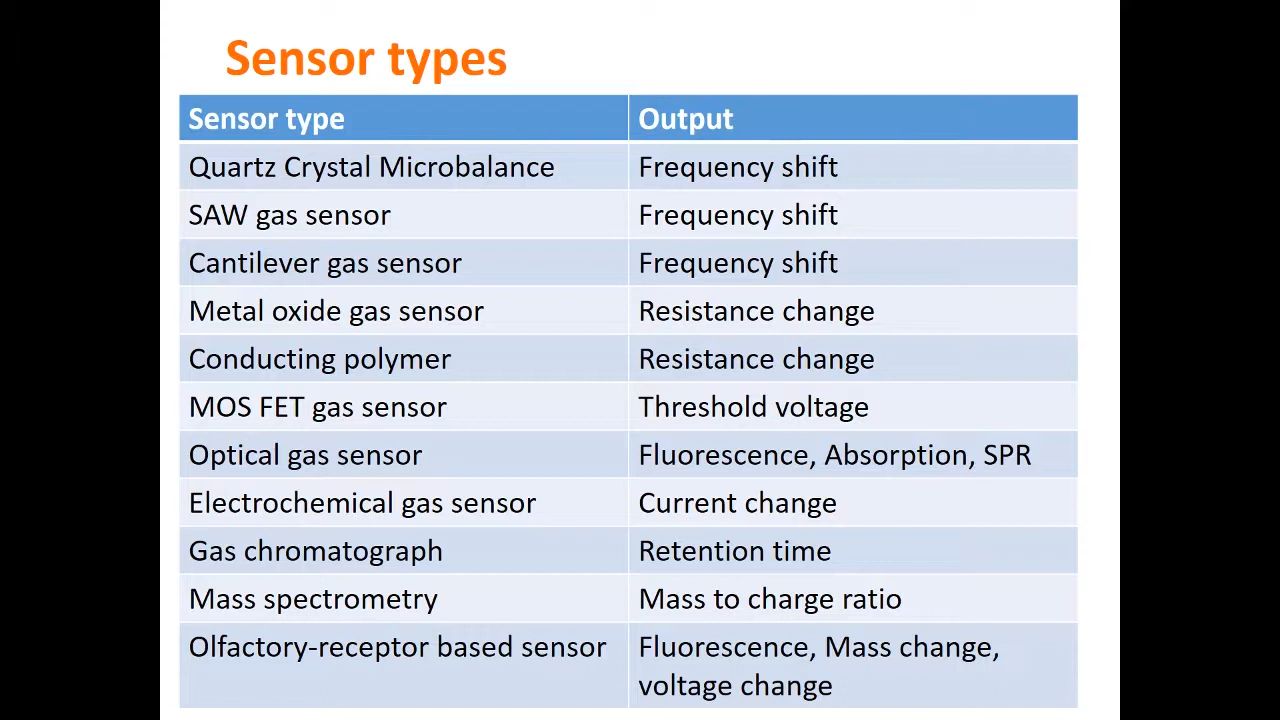 Sensor types
Sensor type Output
Quartz Crystal Microbalance Frequency shift
SAW gas sensor Frequency shift
Cantilever gas sensor Frequency shift
Metal oxide gas sensor Resistance change
Conducting polymer Resistance change
MOS FET gas sensor Threshold voltage
Optical gas sensor Fluorescence, Absorption, SPR
Electrochemical gas sensor Current change
Gas chromatograph Retention time
Mass spectrometry Mass to charge ratio
Olfactory-receptor based sensor Fluorescence, Mass change,
voltage change